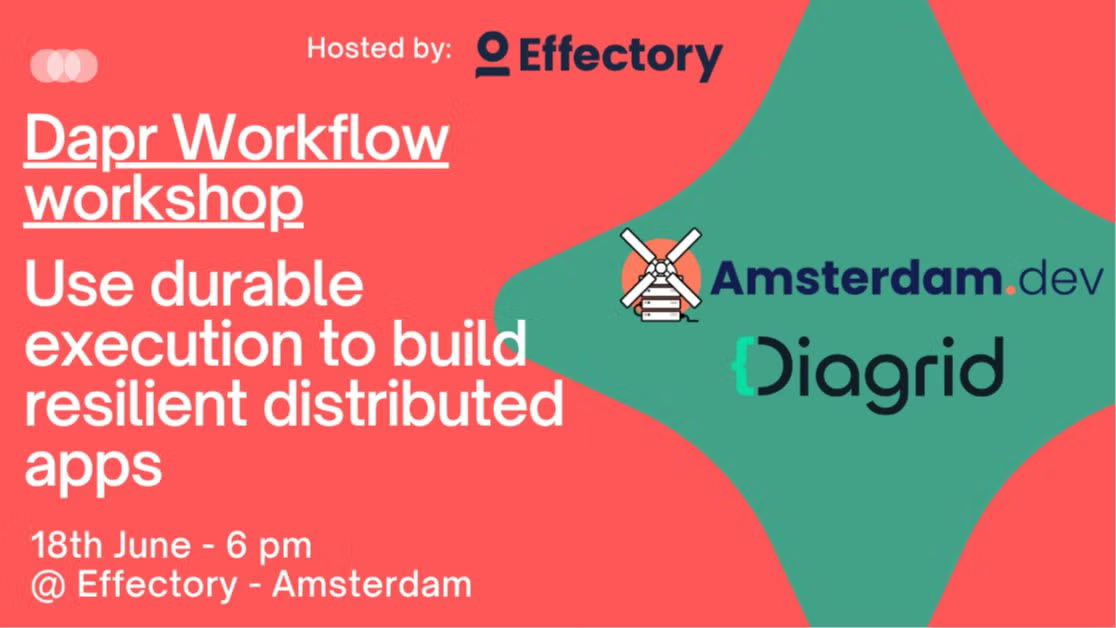 Hosted by: Effectory
Dapr Workflow
workshop
Use durable
execution to build
resilient distributed
apps
18th June - 6 pm
@ Effectory - Amsterdam
Amsterdam.dev
Diagrid